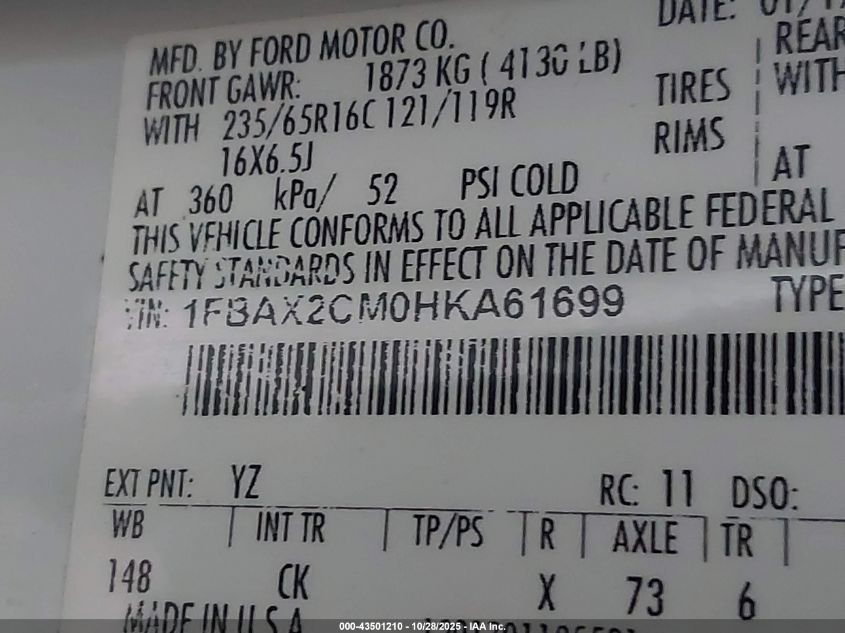 DATE:
MFD. BY FORD MOTOR CO.
FRONT GAWR: 1873 KG ( 4130 LB)
WITH 235/65R16C 121/119R TIRES
16X6.5J RIMS
AT 360 kPa/ 52 PSI COLD
REAR
WITH
AT
THIS VEHICLE CONFORMS TO ALL APPLICABLE FEDERAL
SAFETY STANDARDS IN EFFECT ON THE DATE OF MANUF
VIN: 1FBAX2CM0HKA61699 TYPE
EXT PNT: YZ RC: 11 DSO:
WB INT TR TP/PS R AXLE TR
148 CK X 73 6
MADE IN U.S.A
000-43501210 - 10/28/2025 - IAA Inc.